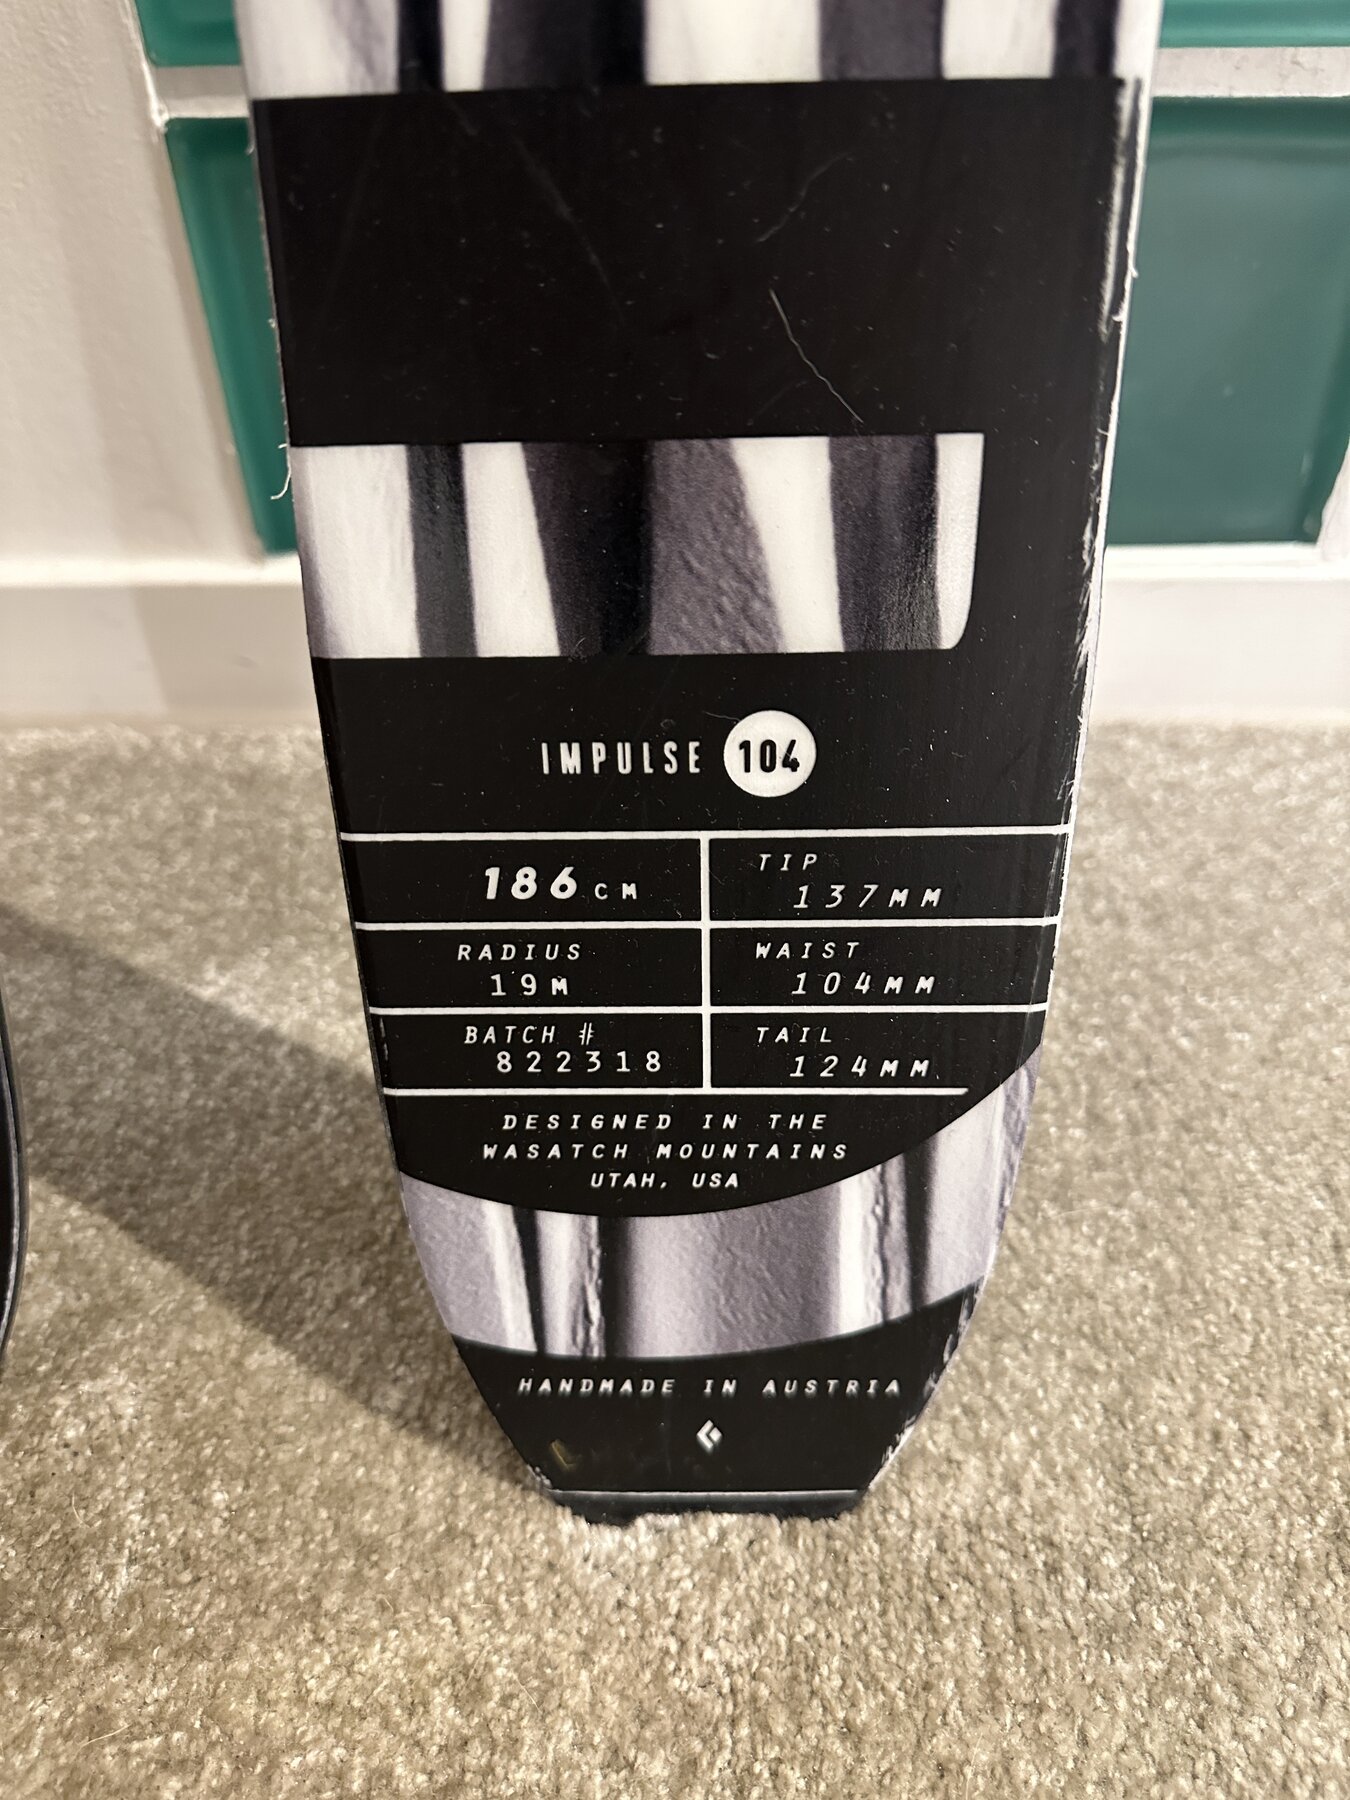 IMPULSE 104
186 CM
TIP
137MM
RADIUS
19M
WAIST
104MM
BATCH #
822318
TAIL
124MM
DESIGNED IN THE
WASATCH MOUNTAINS
UTAH, USA
HANDMADE IN AUSTRIA